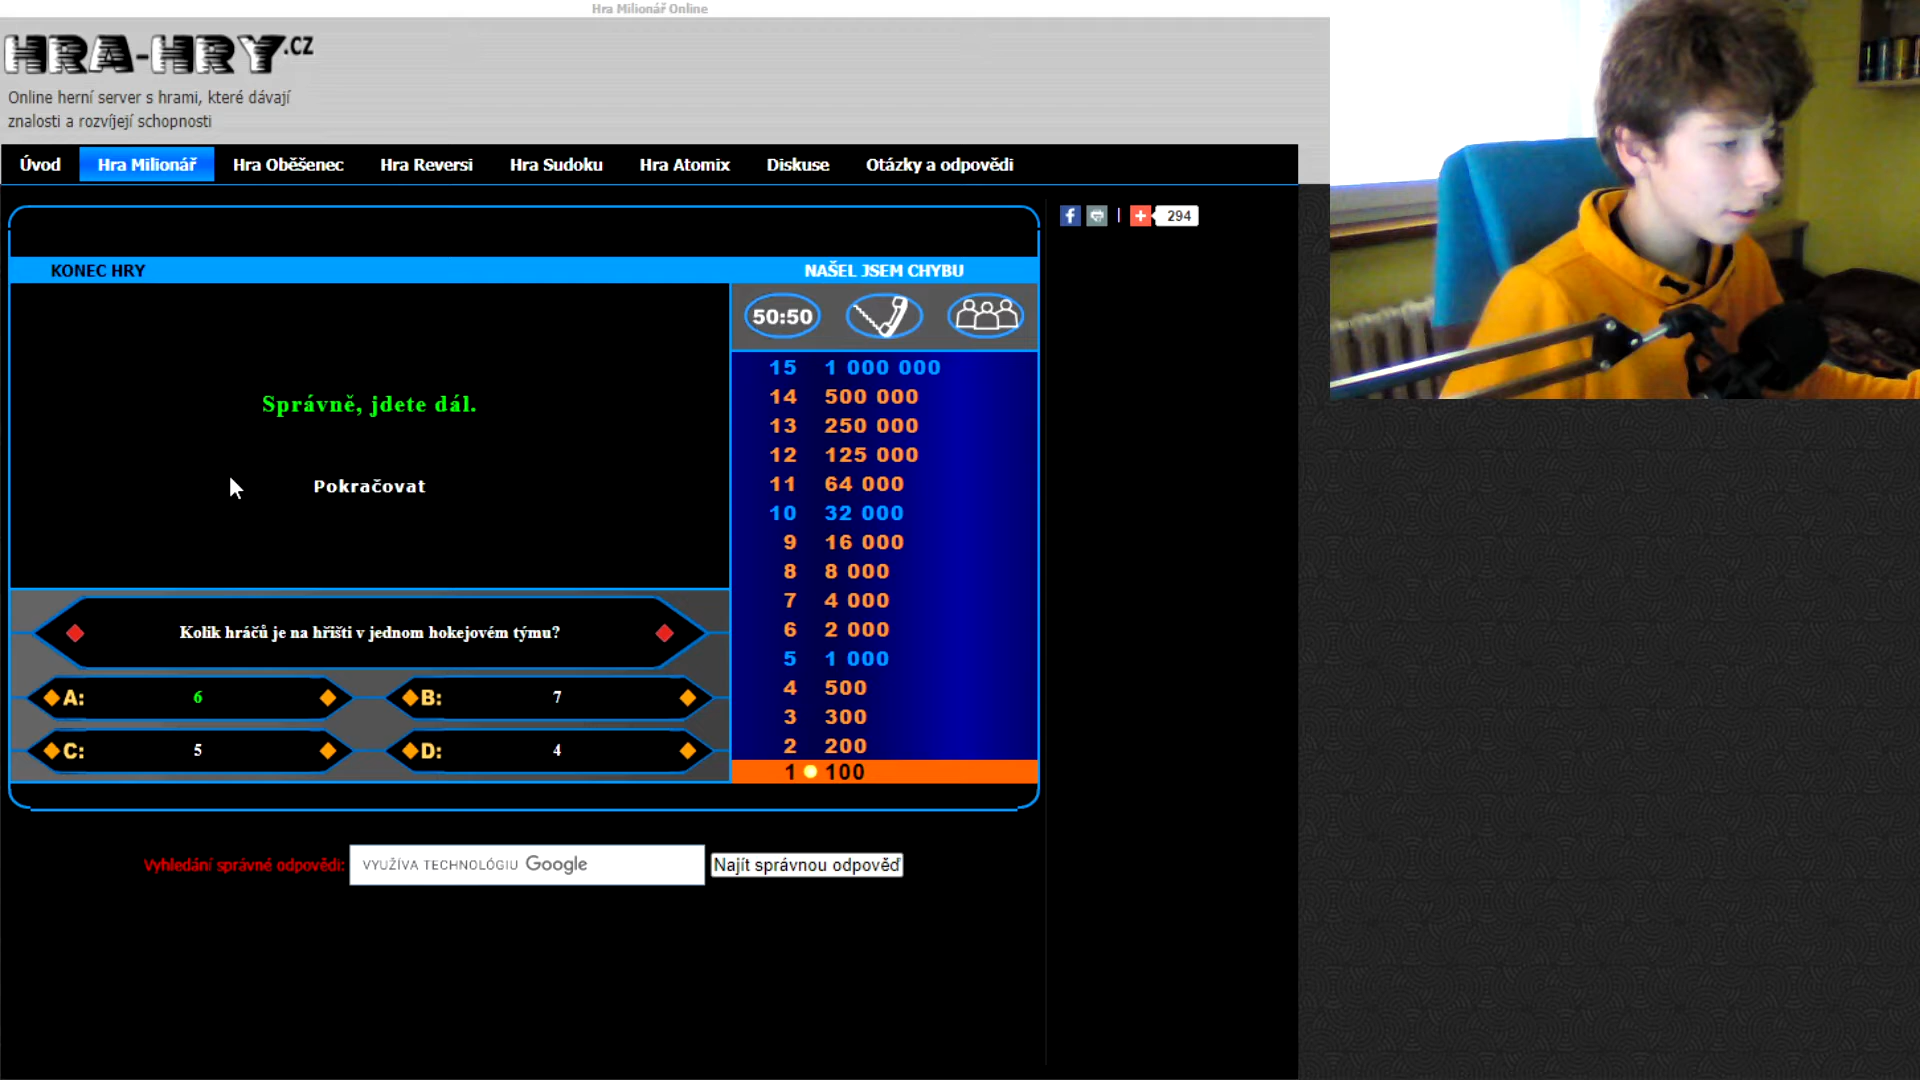 Hra Milionář Online
HRA-HRY.CZ
Online herní server s hrami, které dávají
znalosti a rozvíjejí schopnosti
Úvod Hra Milionář Hra Oběšenec Hra Reversi Hra Sudoku Hra Atomix Diskuse Otázky a odpovědi
294
KONEC HRY NAŠEL JSEM CHYBU
50:50
Správně, jdete dál.
Pokračovat
15 1 000 000
14 500 000
13 250 000
12 125 000
11 64 000
10 32 000
9 16 000
8 8 000
7 4 000
6 2 000
5 1 000
4 500
3 300
2 200
1 100
Kolik hráčů je na hřišti v jednom hokejovém týmu?
A: 6 B: 7
C: 5 D: 4
Vyhledání správné odpovědi: VYUŽÍVA TECHNOLÓGIU Google Najít správnou odpověď